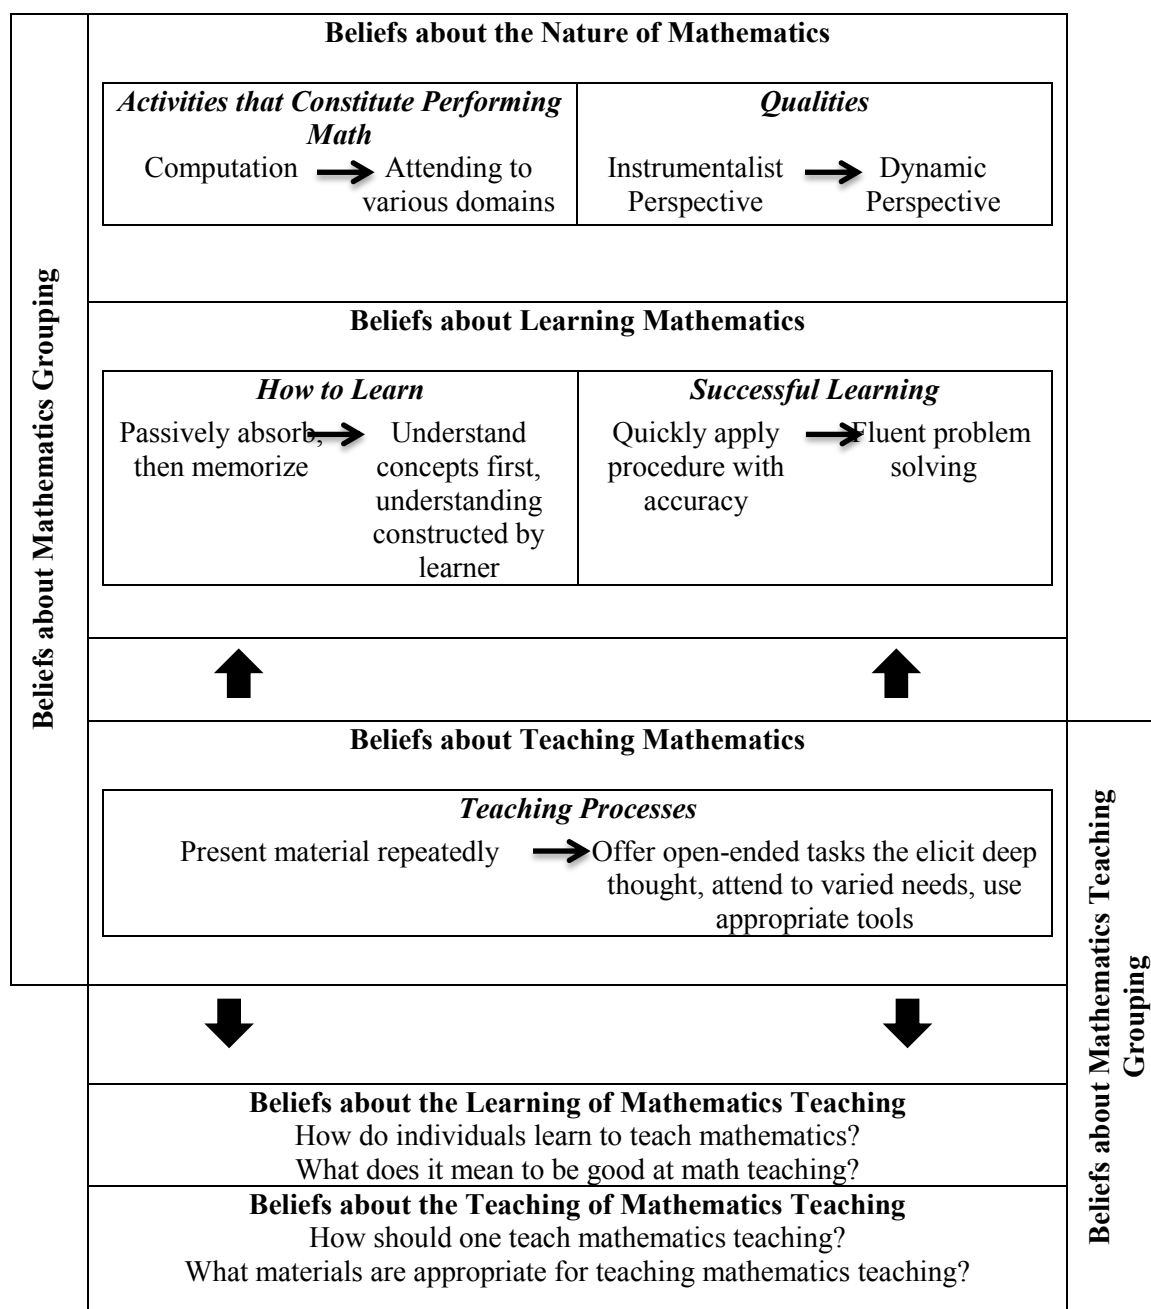 Beliefs about the Nature of Mathematics
Activities that Constitute Performing
Math
Computation
Attending to
various domains
Qualities
Instrumentalist
Perspective
Dynamic
Perspective
Beliefs about Learning Mathematics
How to Learn
Passively absorb,
then memorize
Understand
concepts first,
understanding
constructed by
learner
Successful Learning
Quickly apply
procedure with
accuracy
Fluent problem
solving
Beliefs about Mathematics Grouping
Beliefs about Teaching Mathematics
Teaching Processes
Present material repeatedly
Offer open-ended tasks the elicit deep
thought, attend to varied needs, use
appropriate tools
Beliefs about the Learning of Mathematics Teaching
How do individuals learn to teach mathematics?
What does it mean to be good at math teaching?
Beliefs about the Teaching of Mathematics Teaching
How should one teach mathematics teaching?
What materials are appropriate for teaching mathematics teaching?
Beliefs about Mathematics Teaching
Grouping